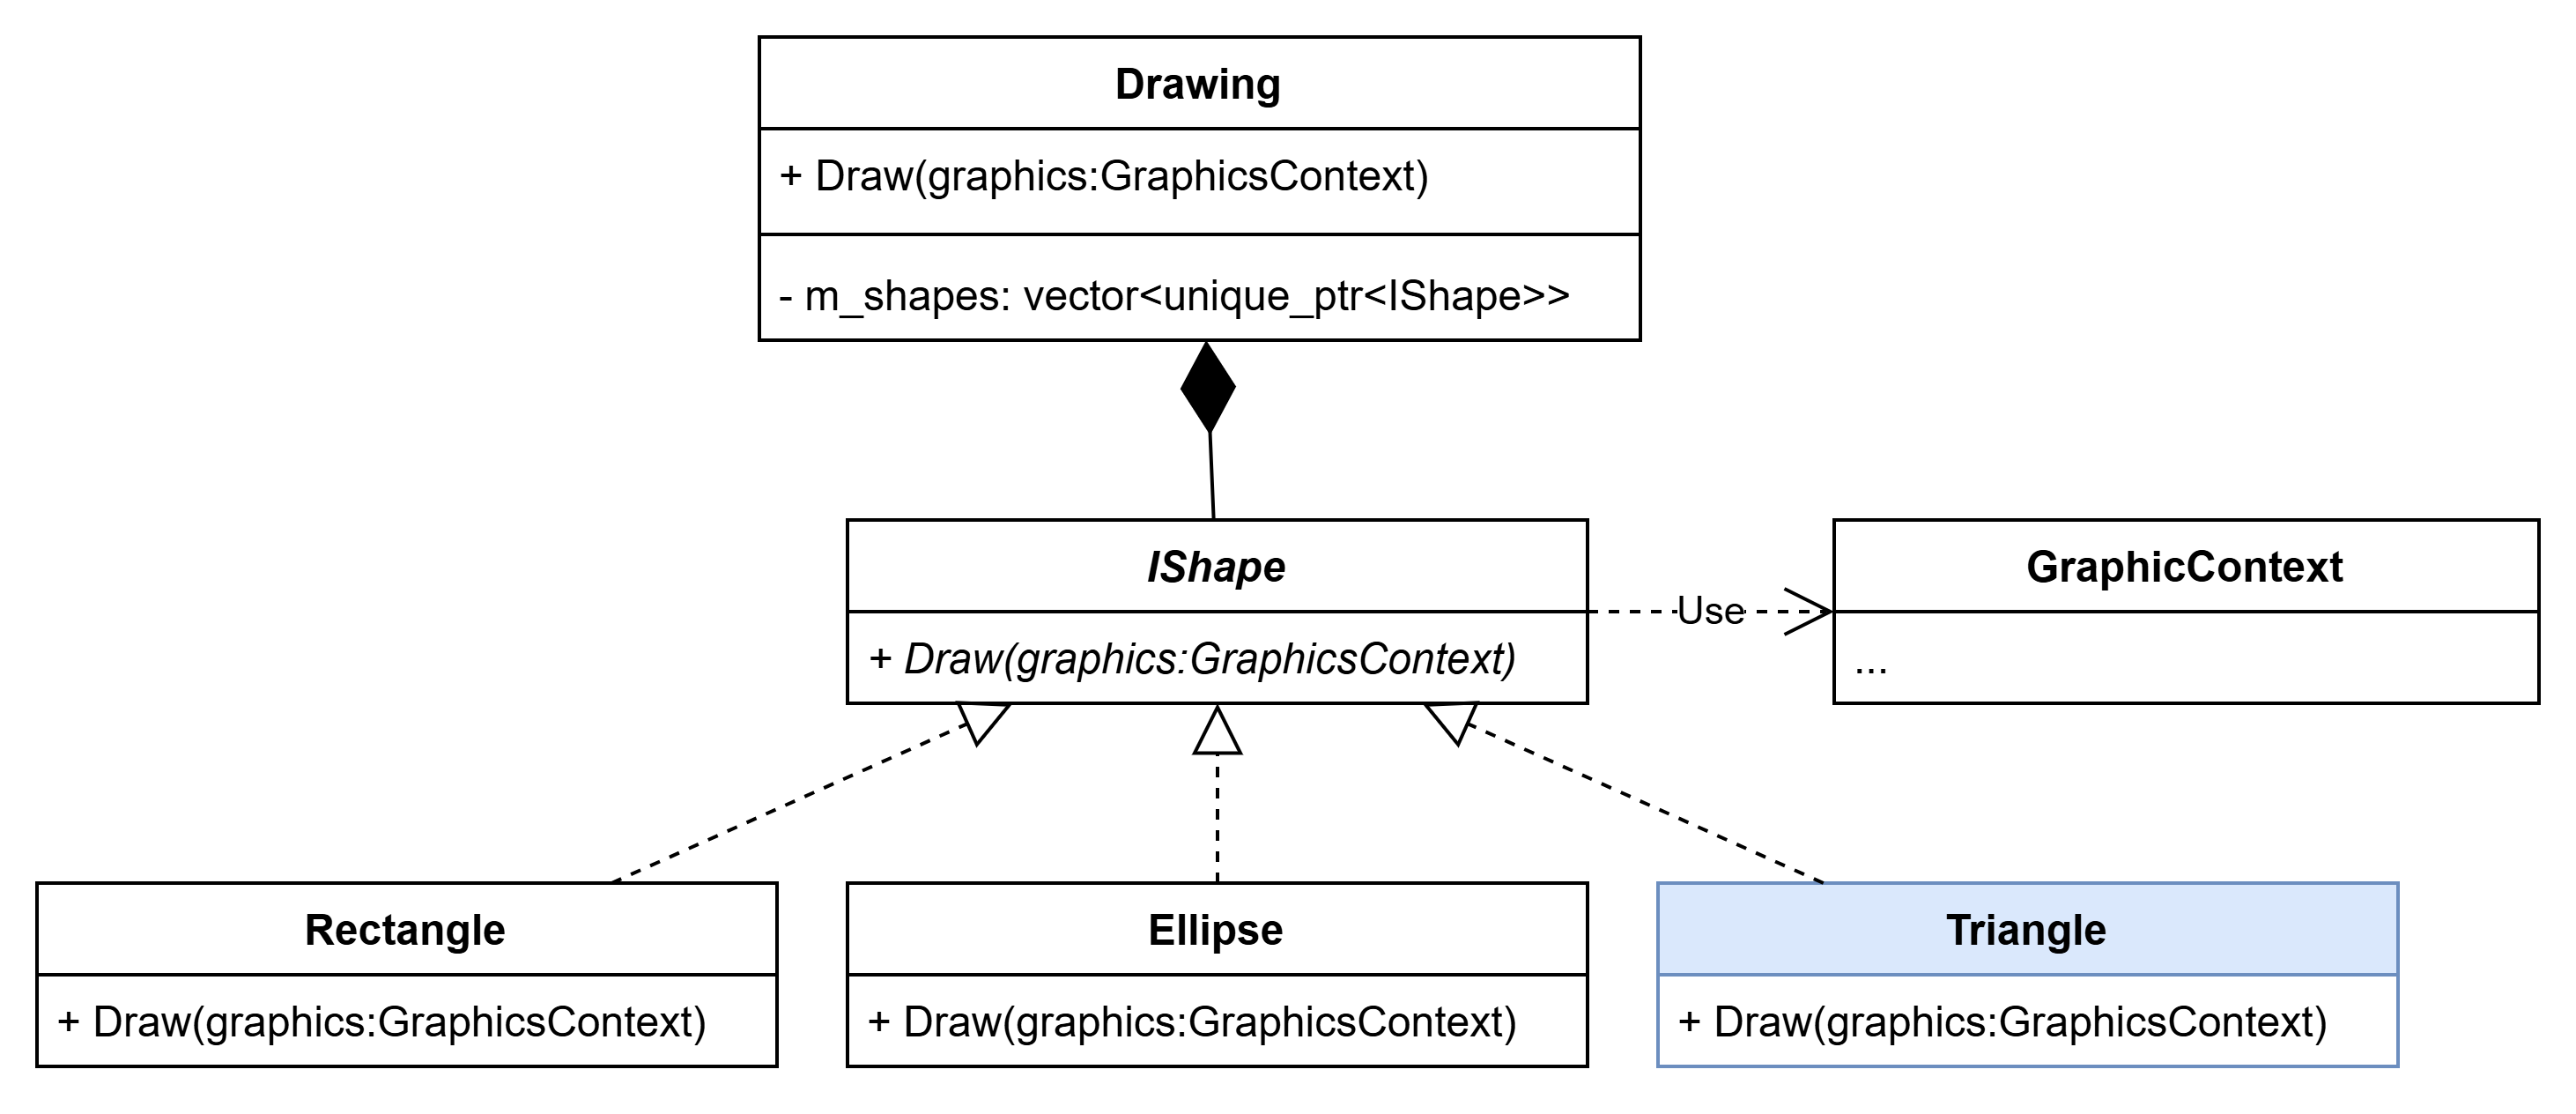 Drawing
+ Draw(graphics:GraphicsContext)
- m_shapes: vector<unique_ptr<IShape>>
IShape
+ Draw(graphics:GraphicsContext)
Use
GraphicContext
...
Rectangle
+ Draw(graphics:GraphicsContext)
Ellipse
+ Draw(graphics:GraphicsContext)
Triangle
+ Draw(graphics:GraphicsContext)